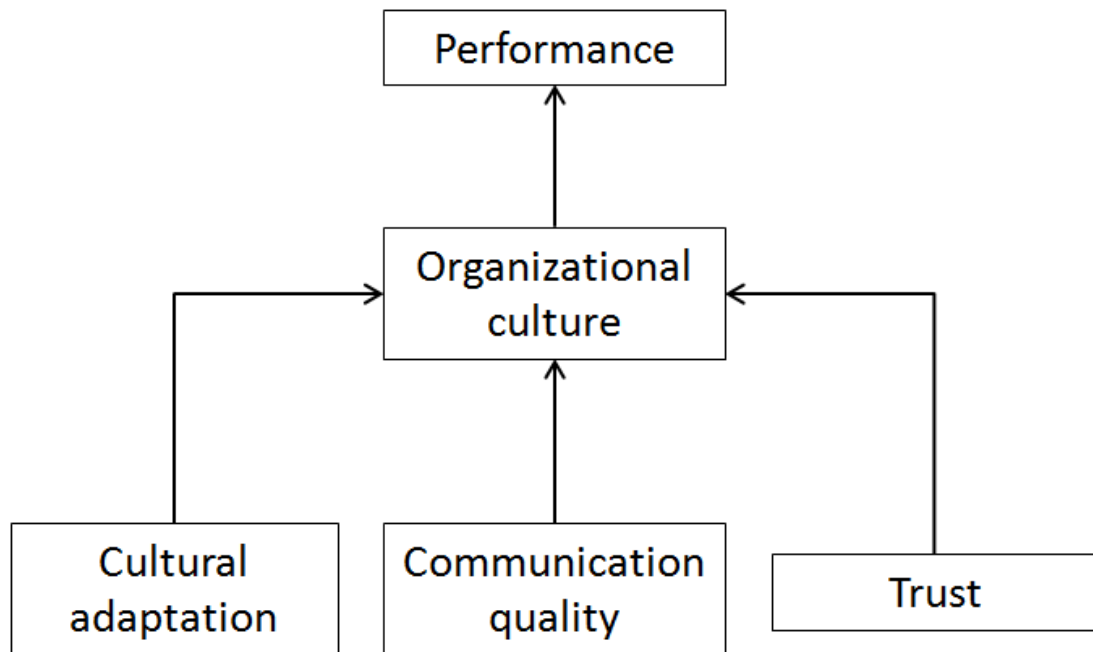 Performance
Organizational
culture
Cultural
adaptation
Communication
quality
Trust